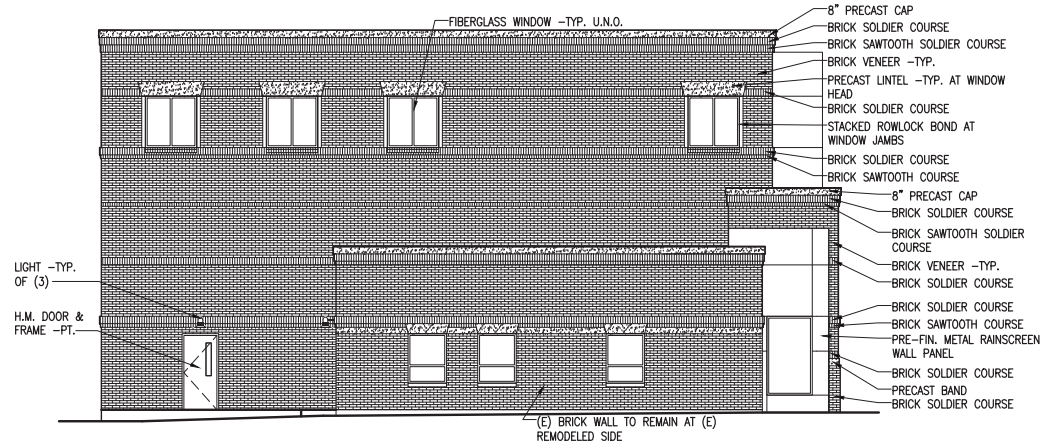 FIBERGLASS WINDOW -TYP. U.N.O.
8" PRECAST CAP
BRICK SOLDIER COURSE
BRICK SAWTOOTH SOLDIER COURSE
BRICK VENEER -TYP.
PRECAST LINTEL -TYP. AT WINDOW
HEAD
BRICK SOLDIER COURSE
STACKED ROWLOCK BOND AT
WINDOW JAMBS
BRICK SOLDIER COURSE
BRICK SAWTOOTH COURSE
8" PRECAST CAP
BRICK SOLDIER COURSE
BRICK SAWTOOTH SOLDIER
COURSE
BRICK VENEER -TYP.
BRICK SOLDIER COURSE
BRICK SOLDIER COURSE
BRICK SAWTOOTH COURSE
PRE-FIN. METAL RAINSCREEN
WALL PANEL
BRICK SOLDIER COURSE
PRECAST BAND
BRICK SOLDIER COURSE
LIGHT -TYP.
OF (3)
H.M. DOOR &
FRAME -PT.
(E) BRICK WALL TO REMAIN AT (E)
REMODELED SIDE